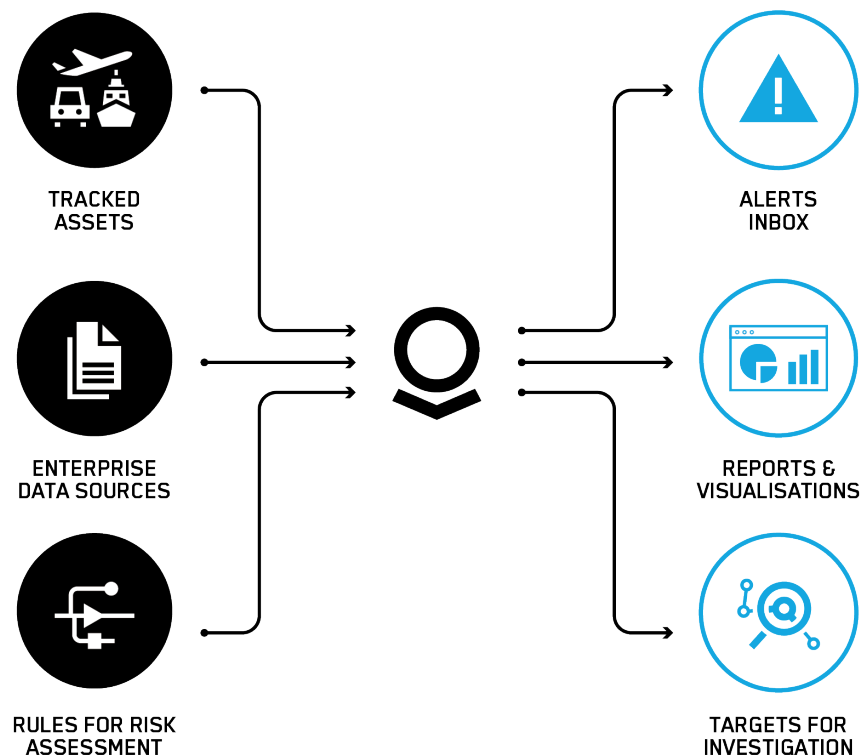 TRACKED
ASSETS
ALERTS
INBOX
ENTERPRISE
DATA SOURCES
REPORTS &
VISUALISATIONS
RULES FOR RISK
ASSESSMENT
TARGETS FOR
INVESTIGATION